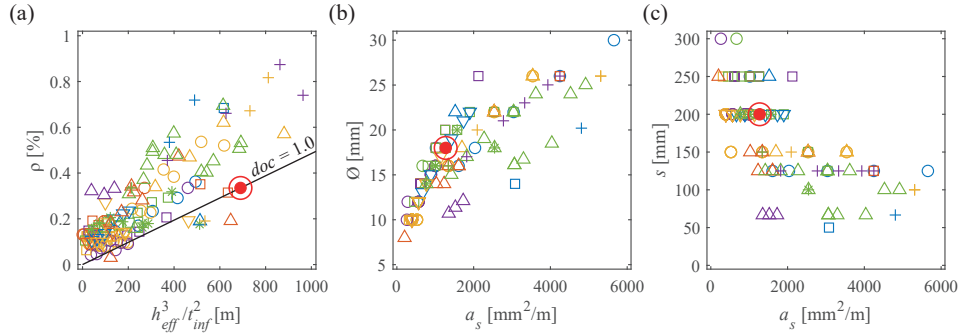 (a)
ρ [%]
1
0.8
0.6
0.4
0.2
0
doc = 1.0
0 200 400 600 800 1000
h³eff/t²inf [m]
(b)
Ø [mm]
30
25
20
15
10
5
0 2000 4000 6000
as [mm²/m]
(c)
s [mm]
300
250
200
150
100
50
0
0 2000 4000 6000
as [mm²/m]